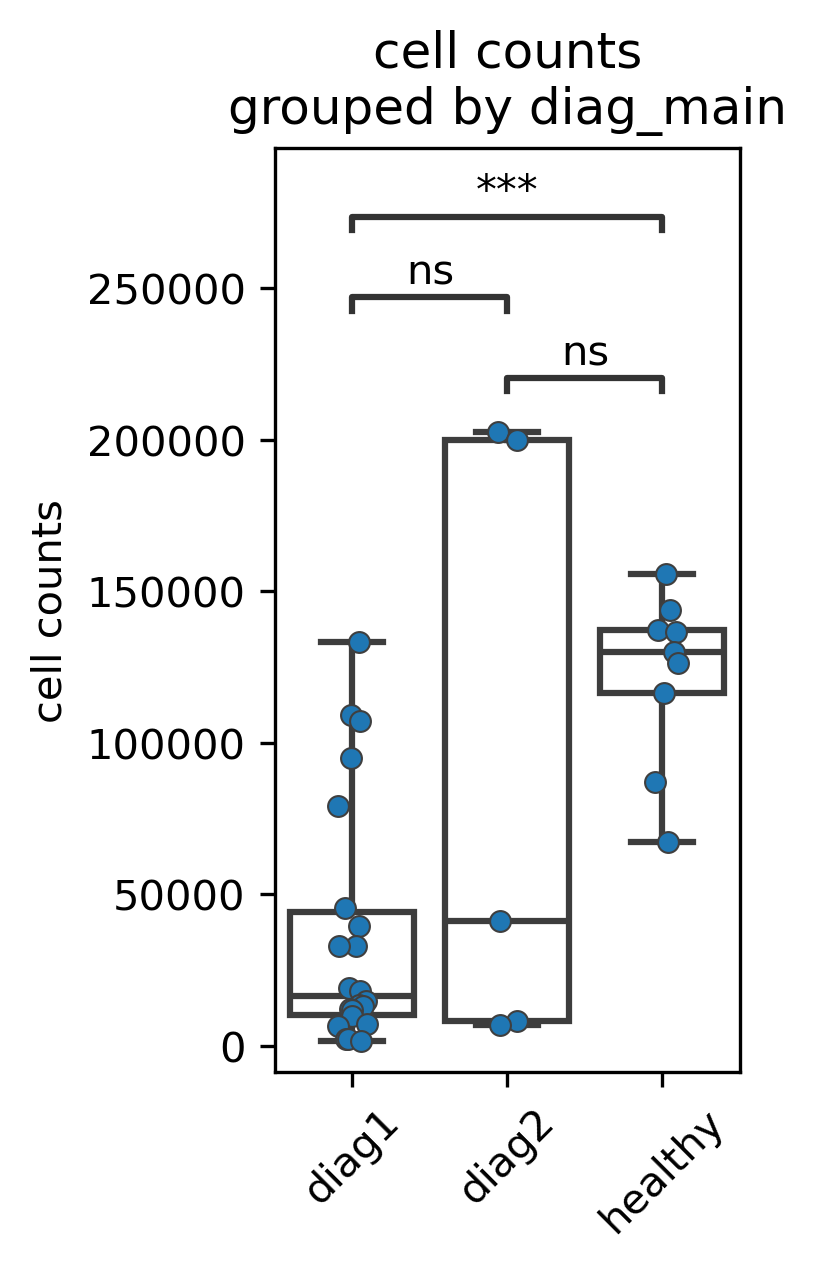 cell counts
grouped by diag_main
***
ns
ns
250000
200000
150000
100000
50000
0
cell counts
diag1
diag2
healthy